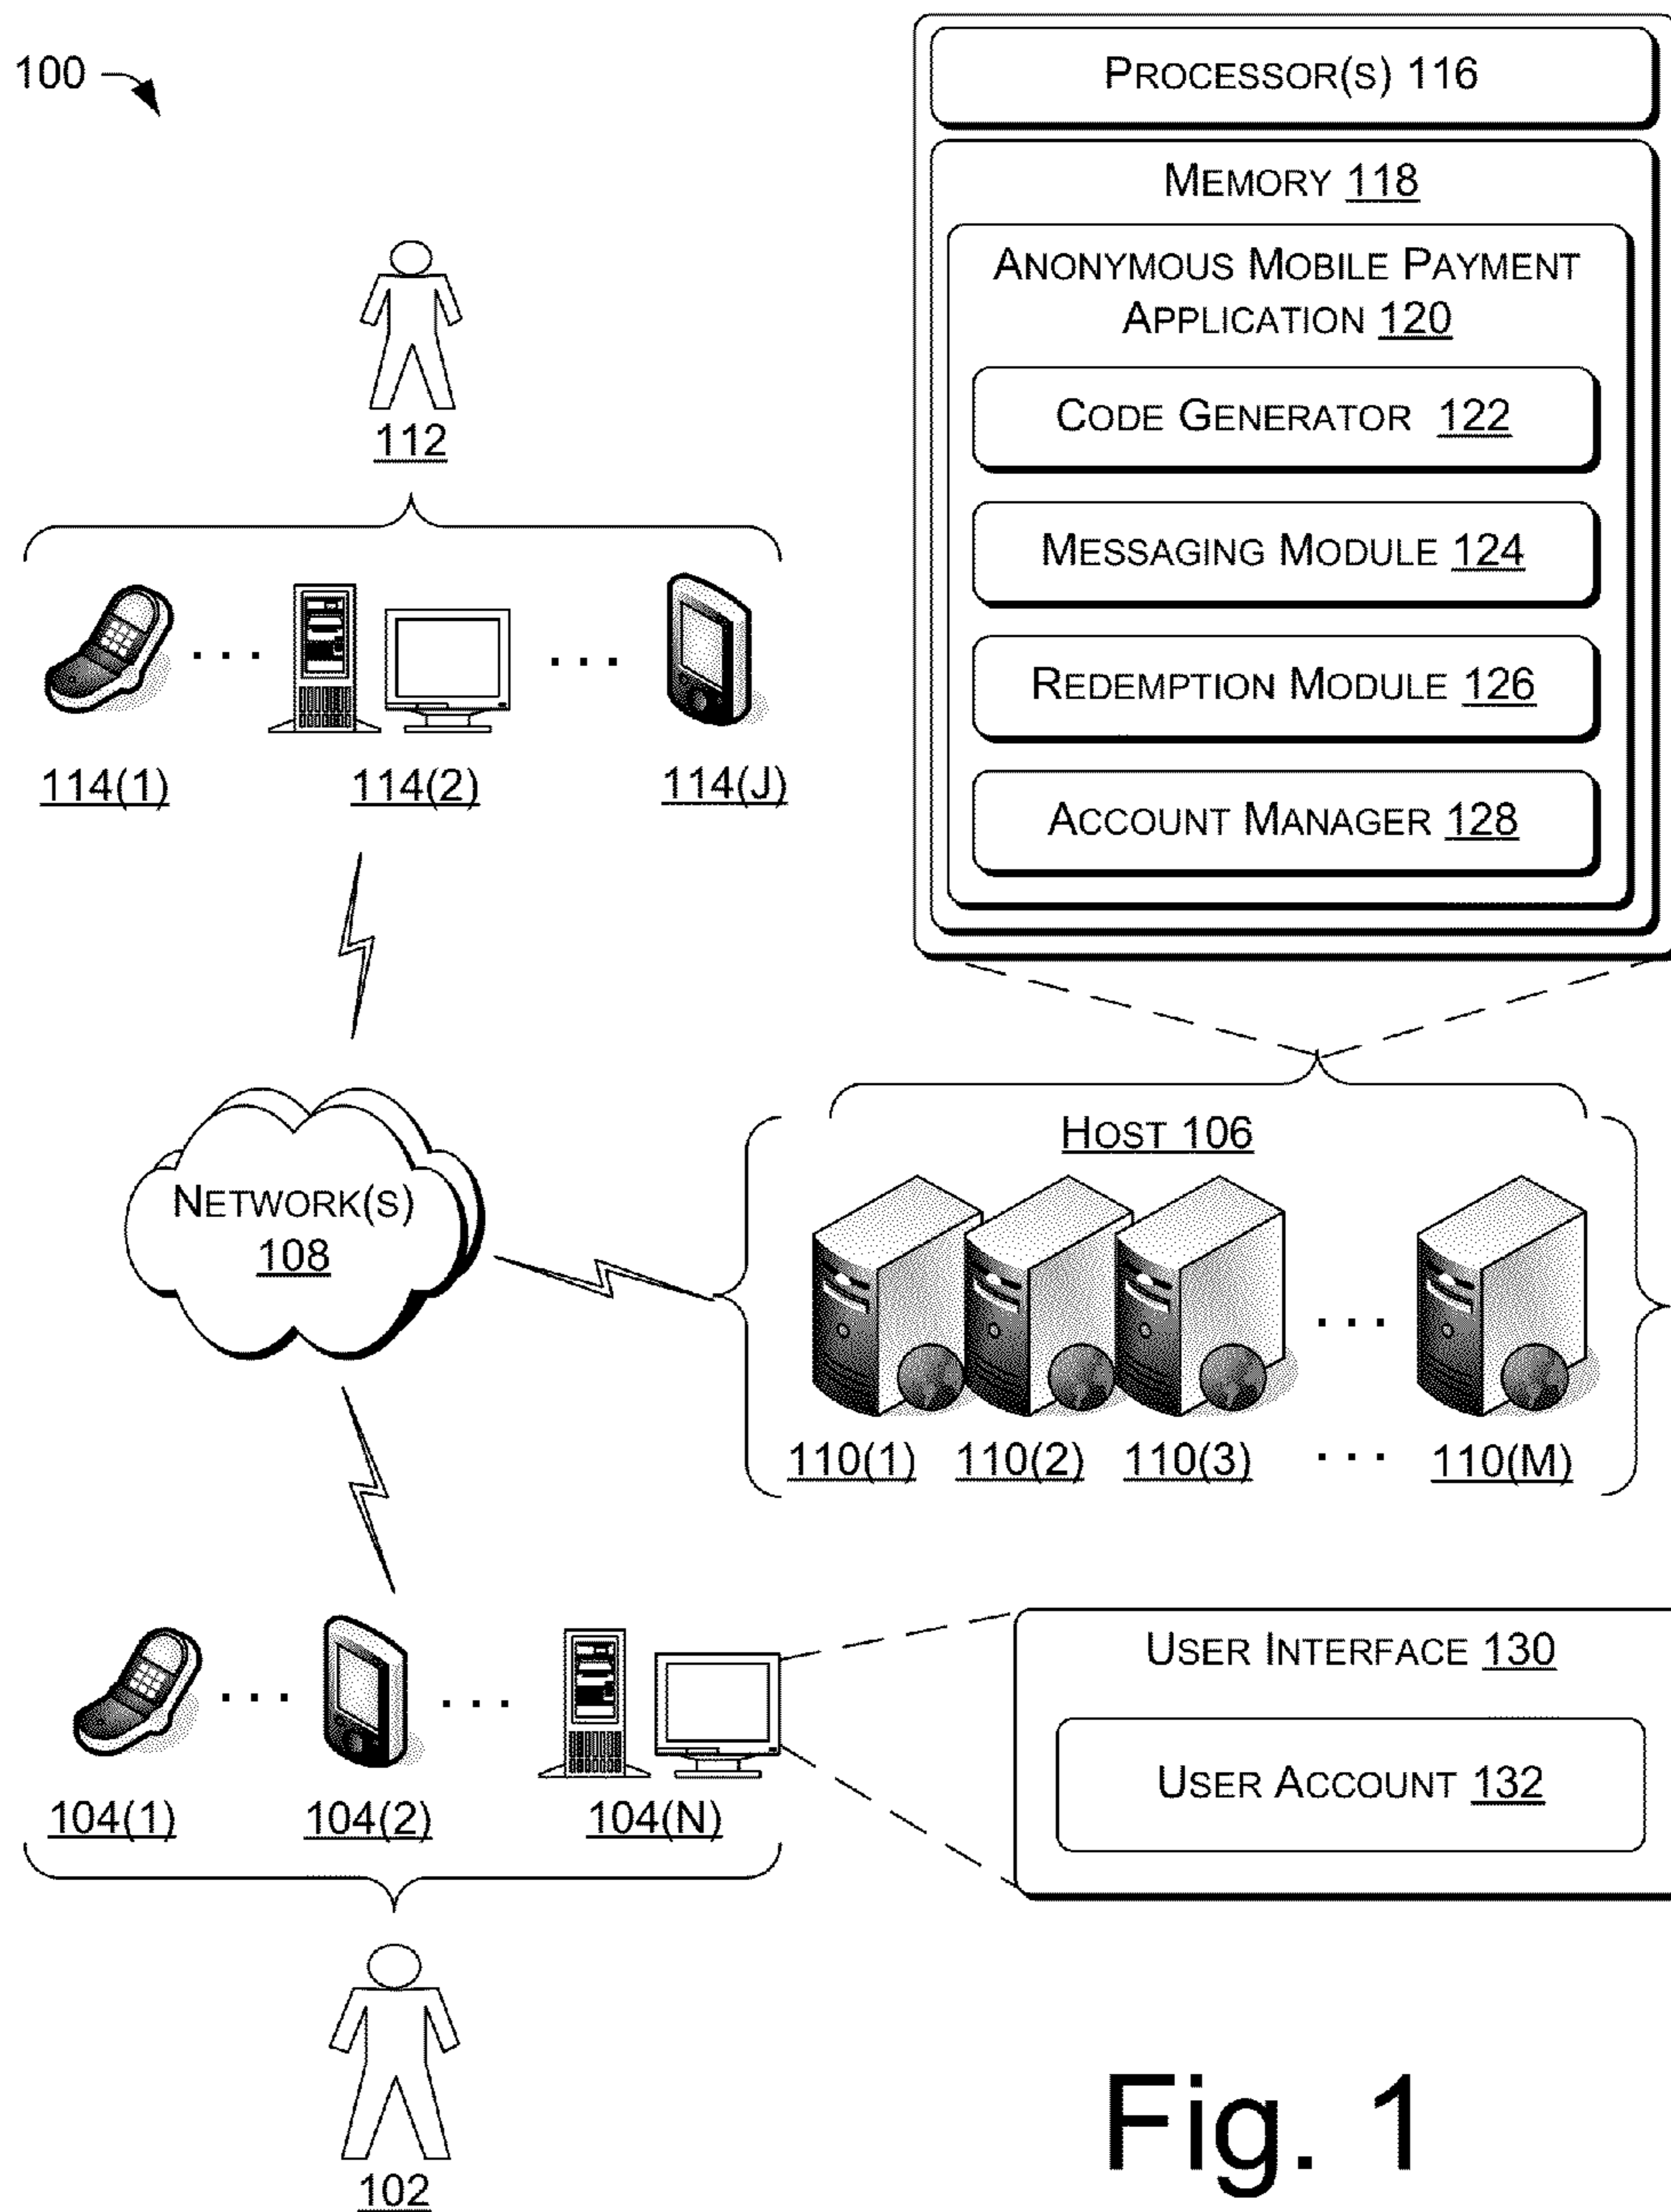 100
PROCESSOR(S) 116
MEMORY 118
ANONYMOUS MOBILE PAYMENT
APPLICATION 120
CODE GENERATOR 122
MESSAGING MODULE 124
REDEMPTION MODULE 126
ACCOUNT MANAGER 128
112
114(1) 114(2) 114(J)
NETWORK(S)
108
HOST 106
110(1) 110(2) 110(3) ... 110(M)
104(1) 104(2) 104(N)
USER INTERFACE 130
USER ACCOUNT 132
102
Fig. 1